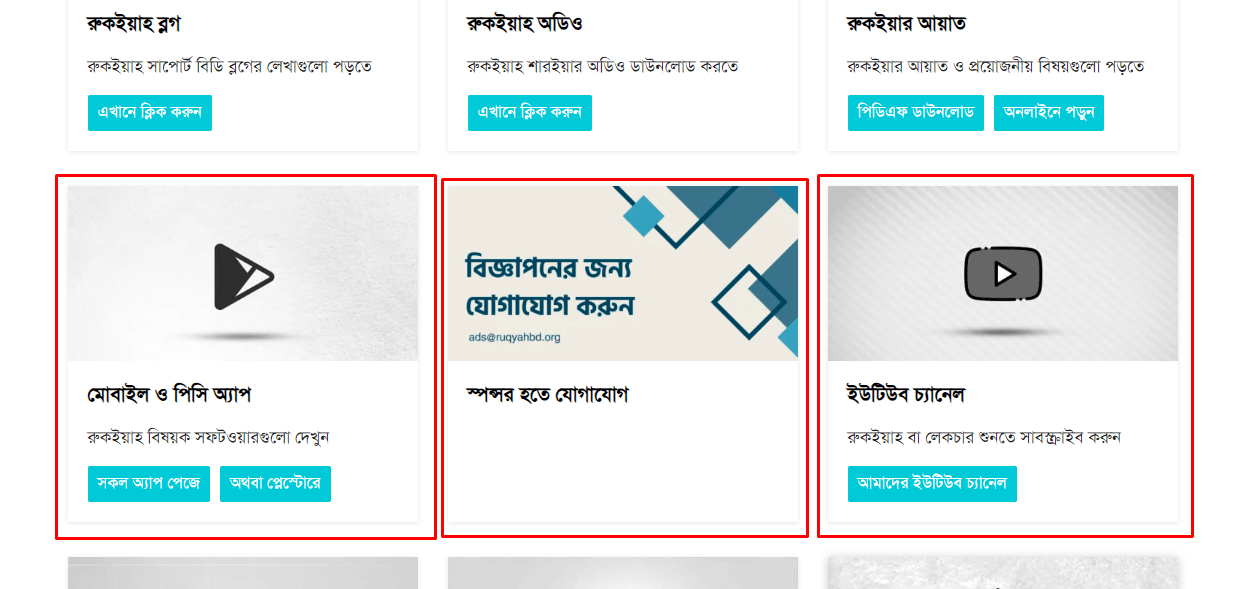 রুকইয়াহ ব্লগ
রুকইয়াহ সাপোর্ট বিডি ব্লগের লেখাগুলো পড়তে
এখানে ক্লিক করুন
রুকইয়াহ অডিও
রুকইয়াহ শারইয়ার অডিও ডাউনলোড করতে
এখানে ক্লিক করুন
রুকইয়ার আয়াত
রুকইয়ার আয়াত ও প্রয়োজনীয় বিষয়গুলো পড়তে
পিডিএফ ডাউনলোড অনলাইনে পড়ুন
মোবাইল ও পিসি অ্যাপ
রুকইয়াহ বিষয়ক সফটওয়ারগুলো দেখুন
সকল অ্যাপ পেজে অথবা প্লেস্টোরে
বিজ্ঞাপনের জন্য
যোগাযোগ করুন
ads@ruqyahbd.org
স্পন্সর হতে যোগাযোগ
ইউটিউব চ্যানেল
রুকইয়াহ বা লেকচার শুনতে সাবস্ক্রাইব করুন
আমাদের ইউটিউব চ্যানেল